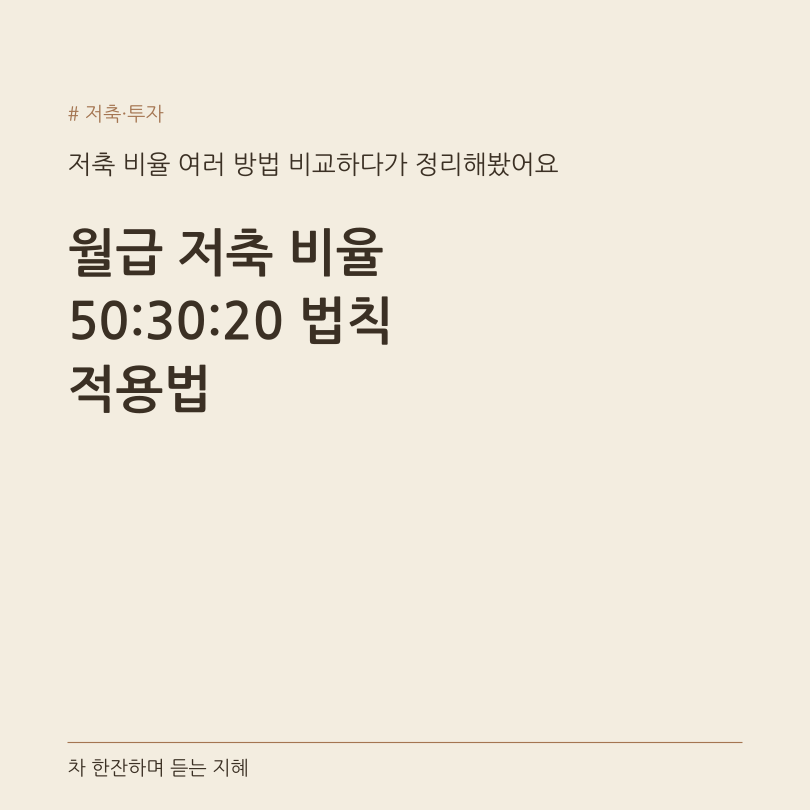 # 저축·투자
저축 비율 여러 방법 비교하다가 정리해봤어요
월급 저축 비율
50:30:20 법칙
적용법
차 한잔하며 듣는 지혜